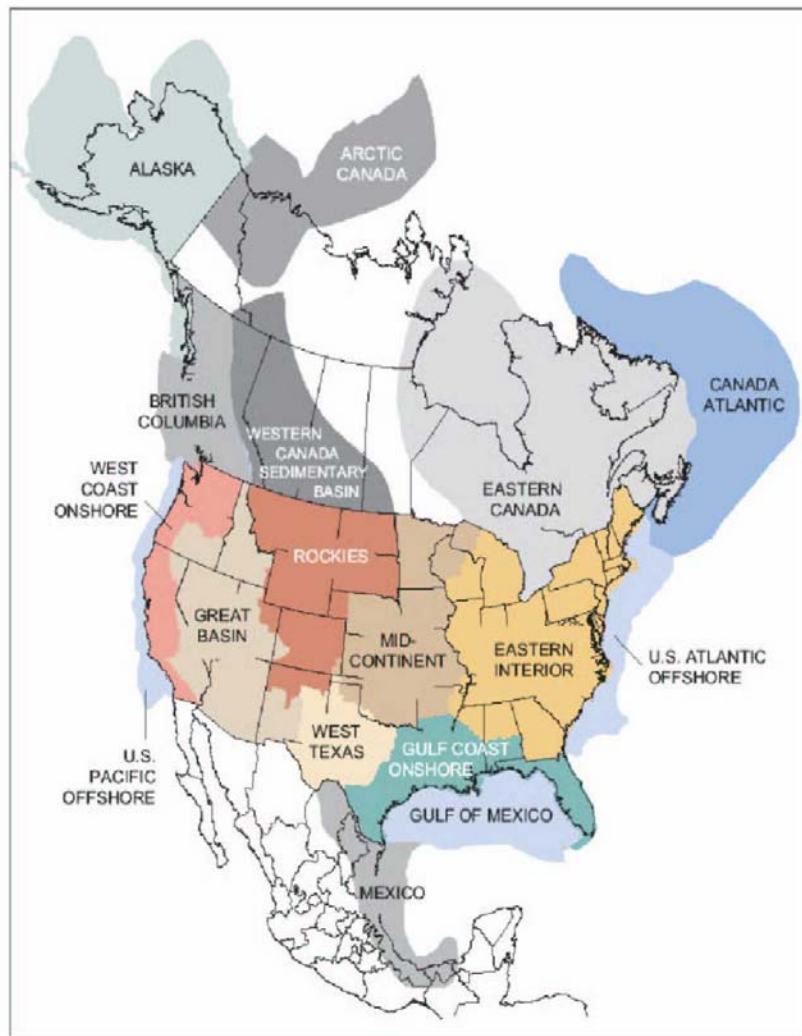 ALASKA
ARCTIC
CANADA
CANADA
ATLANTIC
BRITISH
COLUMBIA
WESTERN
CANADA
SEDIMENTARY
BASIN
EASTERN
CANADA
WEST
COAST
ONSHORE
ROCKIES
GREAT
BASIN
MID-
CONTINENT
EASTERN
INTERIOR
U.S. ATLANTIC
OFFSHORE
U.S.
PACIFIC
OFFSHORE
WEST
TEXAS
GULF COAST
ONSHORE
GULF OF MEXICO
MEXICO